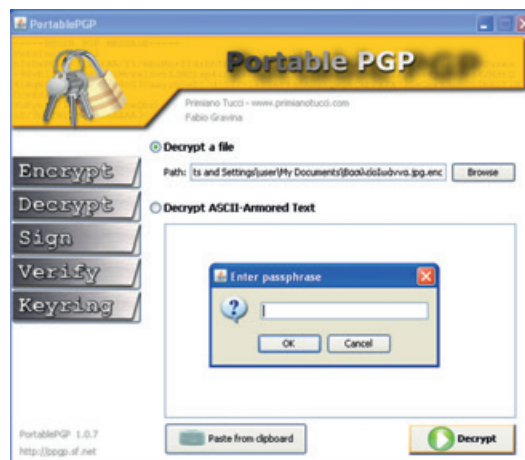 PortablePGP
Portable PGP
Primiano Tucci - www.primianotucci.com
Fabio Gravina
Decrypt a file
Encrypt
Path: ts and Settings\user\My Documents\ΒασιλείαΙωάννα.jpg.enc Browse
Decrypt
Decrypt ASCII-Armored Text
Sign
Verify
Keyring
Enter passphrase
OK Cancel
PortablePGP 1.0.7
http://ppgp.sf.net
Paste from clipboard
Decrypt